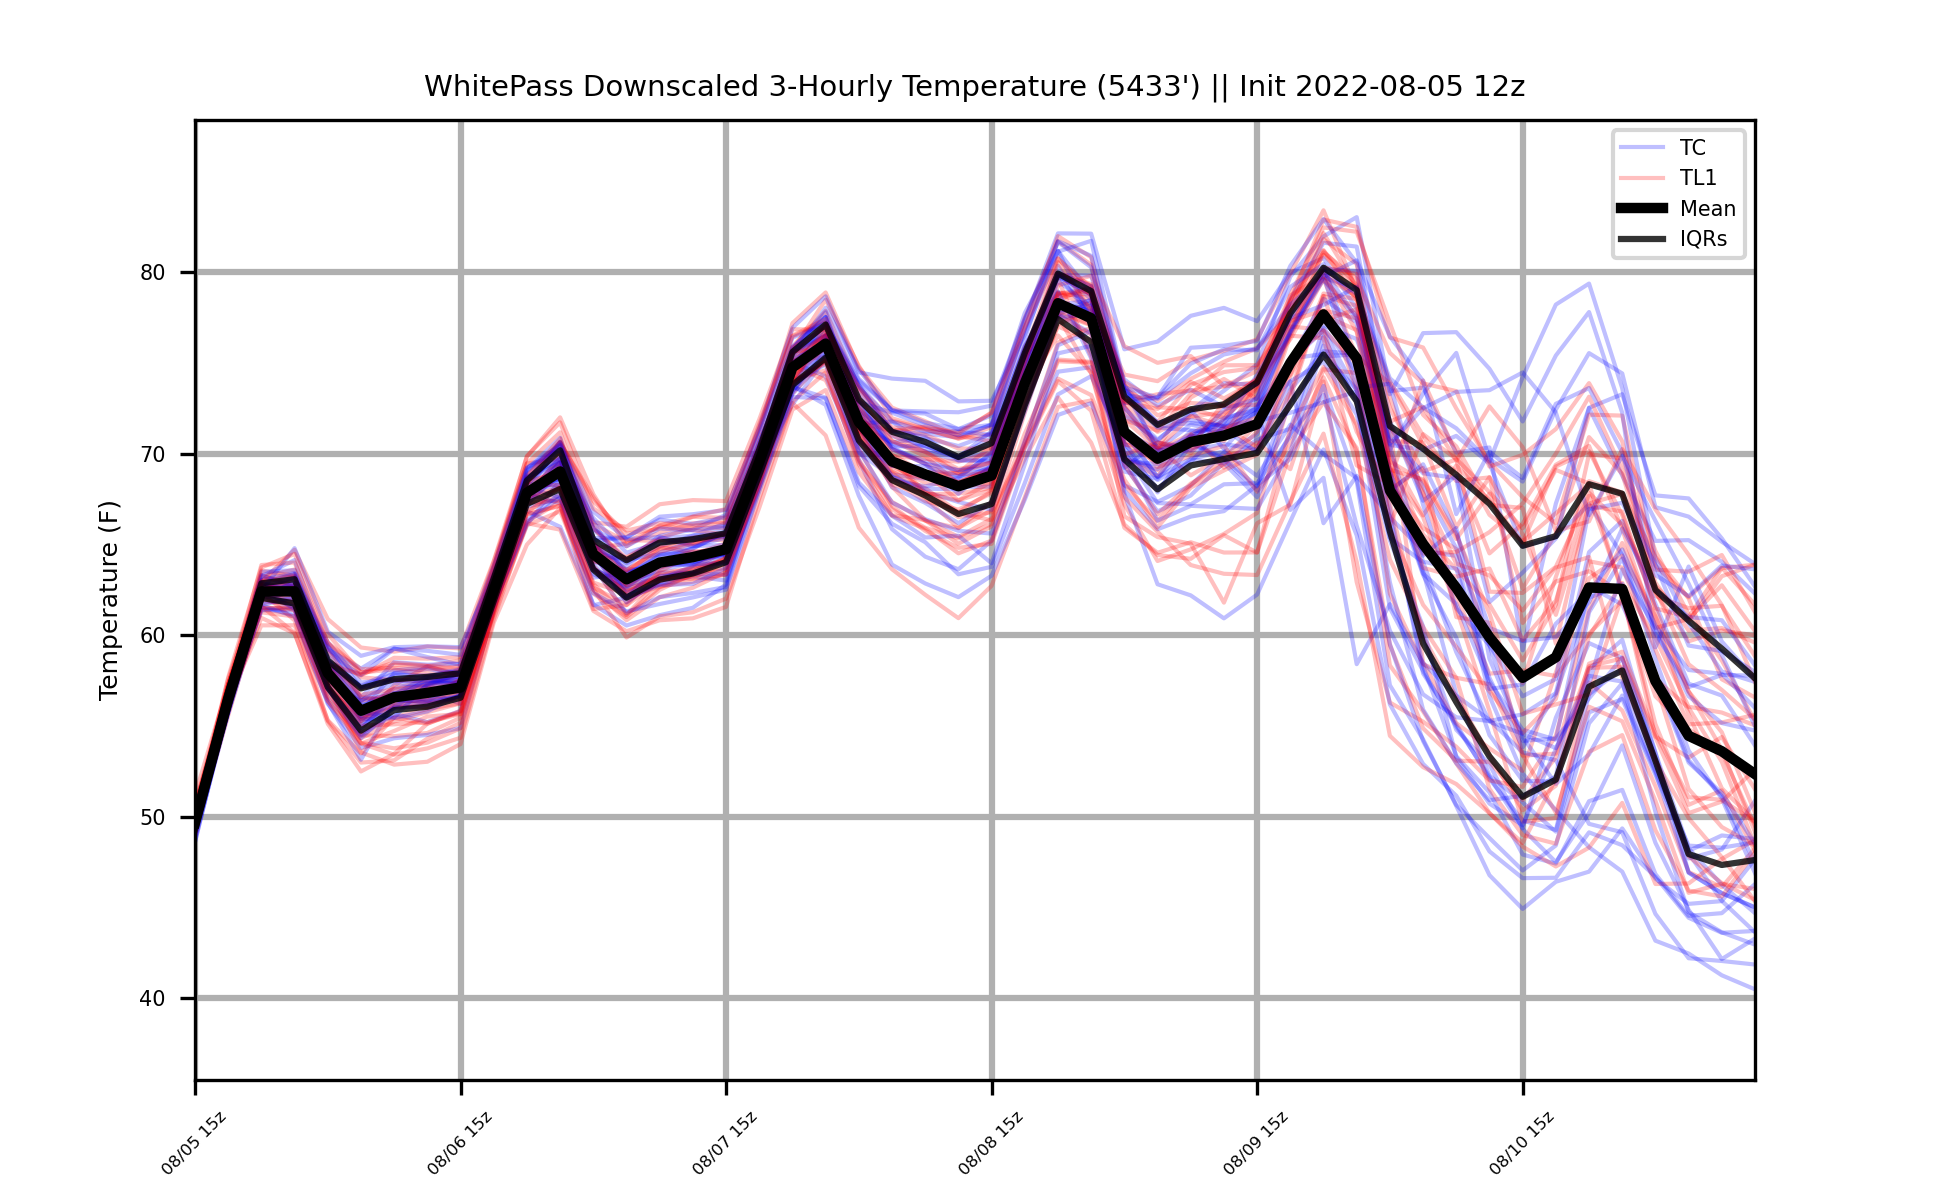 WhitePass Downscaled 3-Hourly Temperature (5433') || Init 2022-08-05 12z
TC
TL1
Mean
IQRs
Temperature (F)
80
70
60
50
40
08/05 15z
08/06 15z
08/07 15z
08/08 15z
08/09 15z
08/10 15z